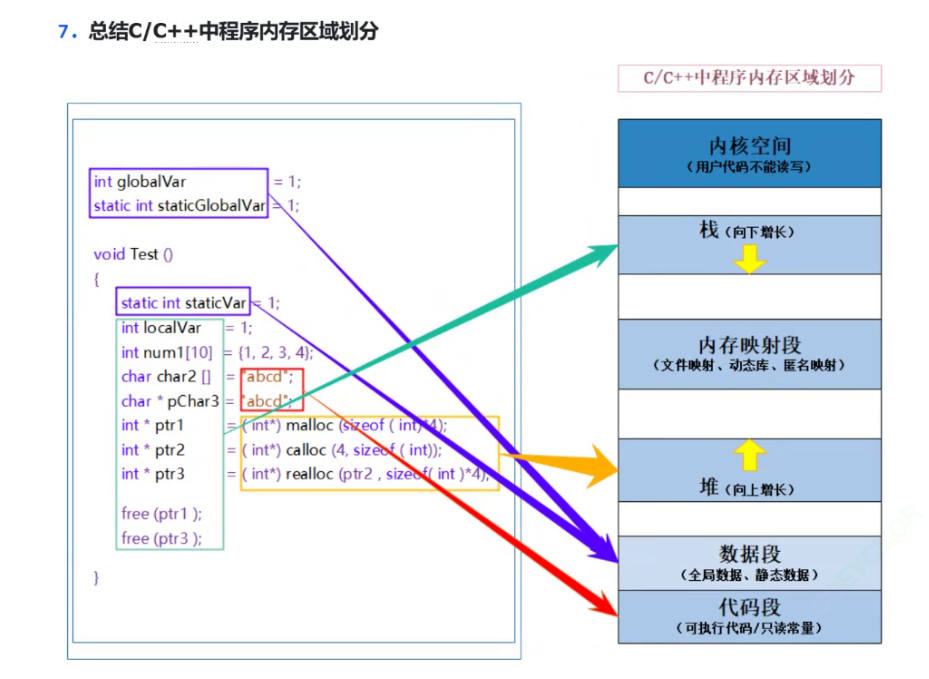 7. 总结C/C++中程序内存区域划分
C/C++中程序内存区域划分
int globalVar = 1;
static int staticGlobalVar = 1;
void Test ()
{
static int staticVar = 1;
int localVar = 1;
int num1[10] = {1, 2, 3, 4};
char char2 [] = "abcd";
char * pChar3 = "abcd";
int * ptr1 = ( int*) malloc (sizeof ( int)*4);
int * ptr2 = ( int*) calloc (4, sizeof ( int));
int * ptr3 = ( int*) realloc (ptr2 , sizeof( int )*4);
free (ptr1 );
free (ptr3 );
}
内核空间
(用户代码不能读写)
栈 (向下增长)
内存映射段
(文件映射、动态库、匿名映射)
堆 (向上增长)
数据段
(全局数据、静态数据)
代码段
(可执行代码/只读常量)